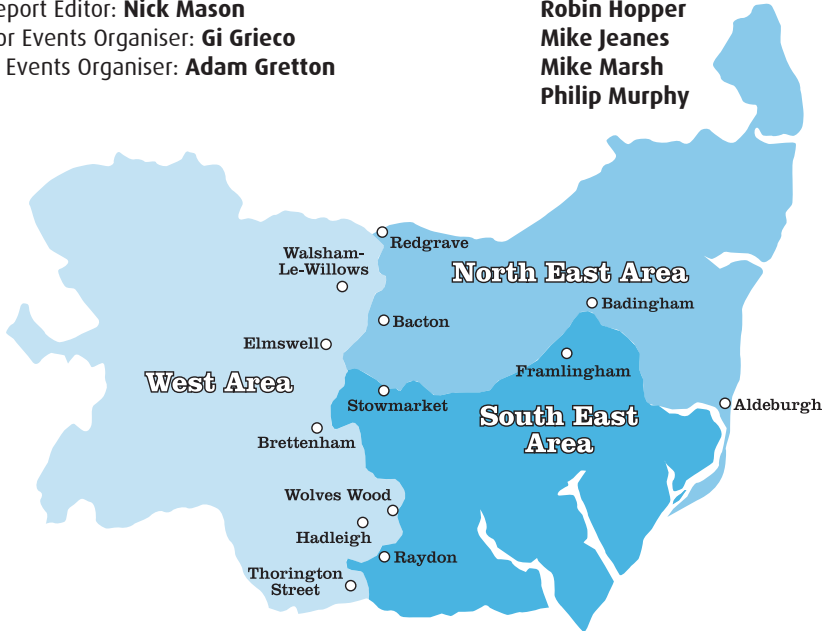 eport Editor: Nick Mason
or Events Organiser: Gi Grieco
Events Organiser: Adam Gretton
Robin Hopper
Mike Jeanes
Mike Marsh
Philip Murphy
Redgrave
Walsham-
Le-Willows
North East Area
Badingham
Bacton
Elmswell
Framlingham
West Area
Stowmarket
Aldeburgh
South East
Area
Brettenham
Wolves Wood
Hadleigh
Raydon
Thorington
Street